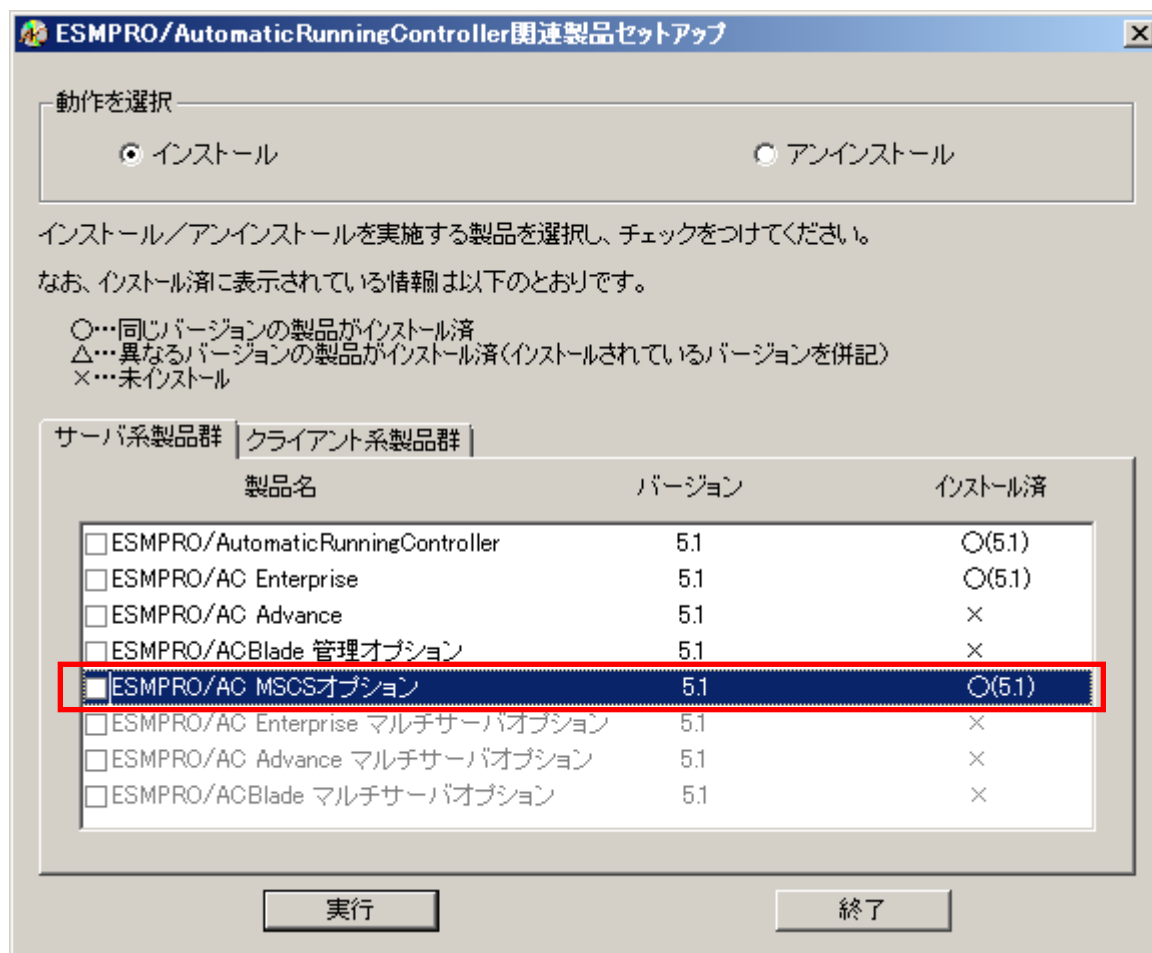 ESMPRO/AutomaticRunningController関連製品セットアップ
動作を選択
インストール アンインストール
インストール／アンインストールを実施する製品を選択し、チェックをつけてください。
なお、インストール済に表示されている情報は以下のとおりです。
○…同じバージョンの製品がインストール済
△…異なるバージョンの製品がインストール済(インストールされているバージョンを併記)
×…未インストール
サーバ系製品群 クライアント系製品群
製品名 バージョン インストール済
ESMPRO/AutomaticRunningController 5.1 ○(5.1)
ESMPRO/AC Enterprise 5.1 ○(5.1)
ESMPRO/AC Advance 5.1 ×
ESMPRO/ACBlade 管理オプション 5.1 ×
ESMPRO/AC MSCSオプション 5.1 ○(5.1)
ESMPRO/AC Enterprise マルチサーバオプション 5.1 ×
ESMPRO/AC Advance マルチサーバオプション 5.1 ×
ESMPRO/ACBlade マルチサーバオプション 5.1 ×
実行 終了